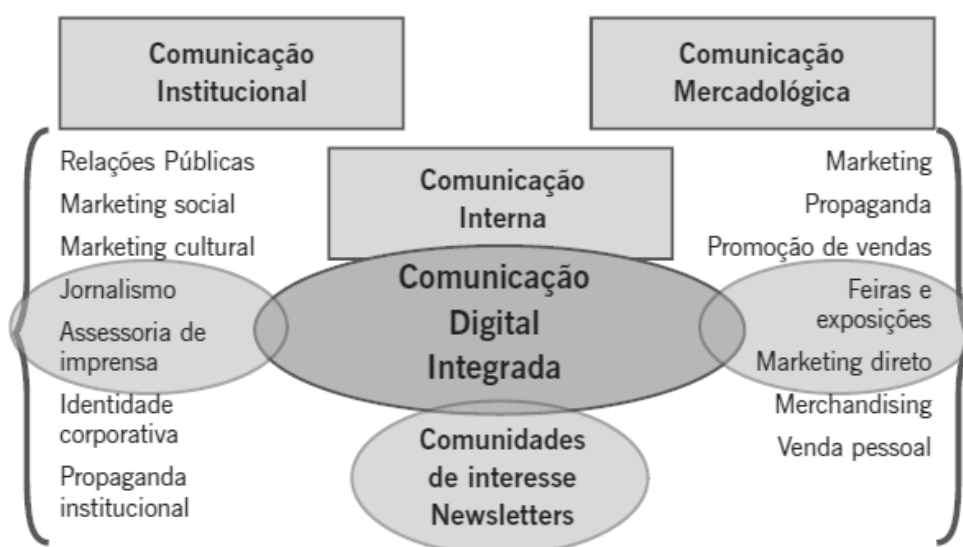 Comunicação
Institucional
Comunicação
Mercadológica
Relações Públicas
Marketing social
Marketing cultural
Jornalismo
Assessoria de
imprensa
Identidade
corporativa
Propaganda
institucional
Comunicação
Interna
Comunicação
Digital
Integrada
Comunidades
de interesse
Newsletters
Marketing
Propaganda
Promoção de vendas
Feiras e
exposições
Marketing direto
Merchandising
Venda pessoal